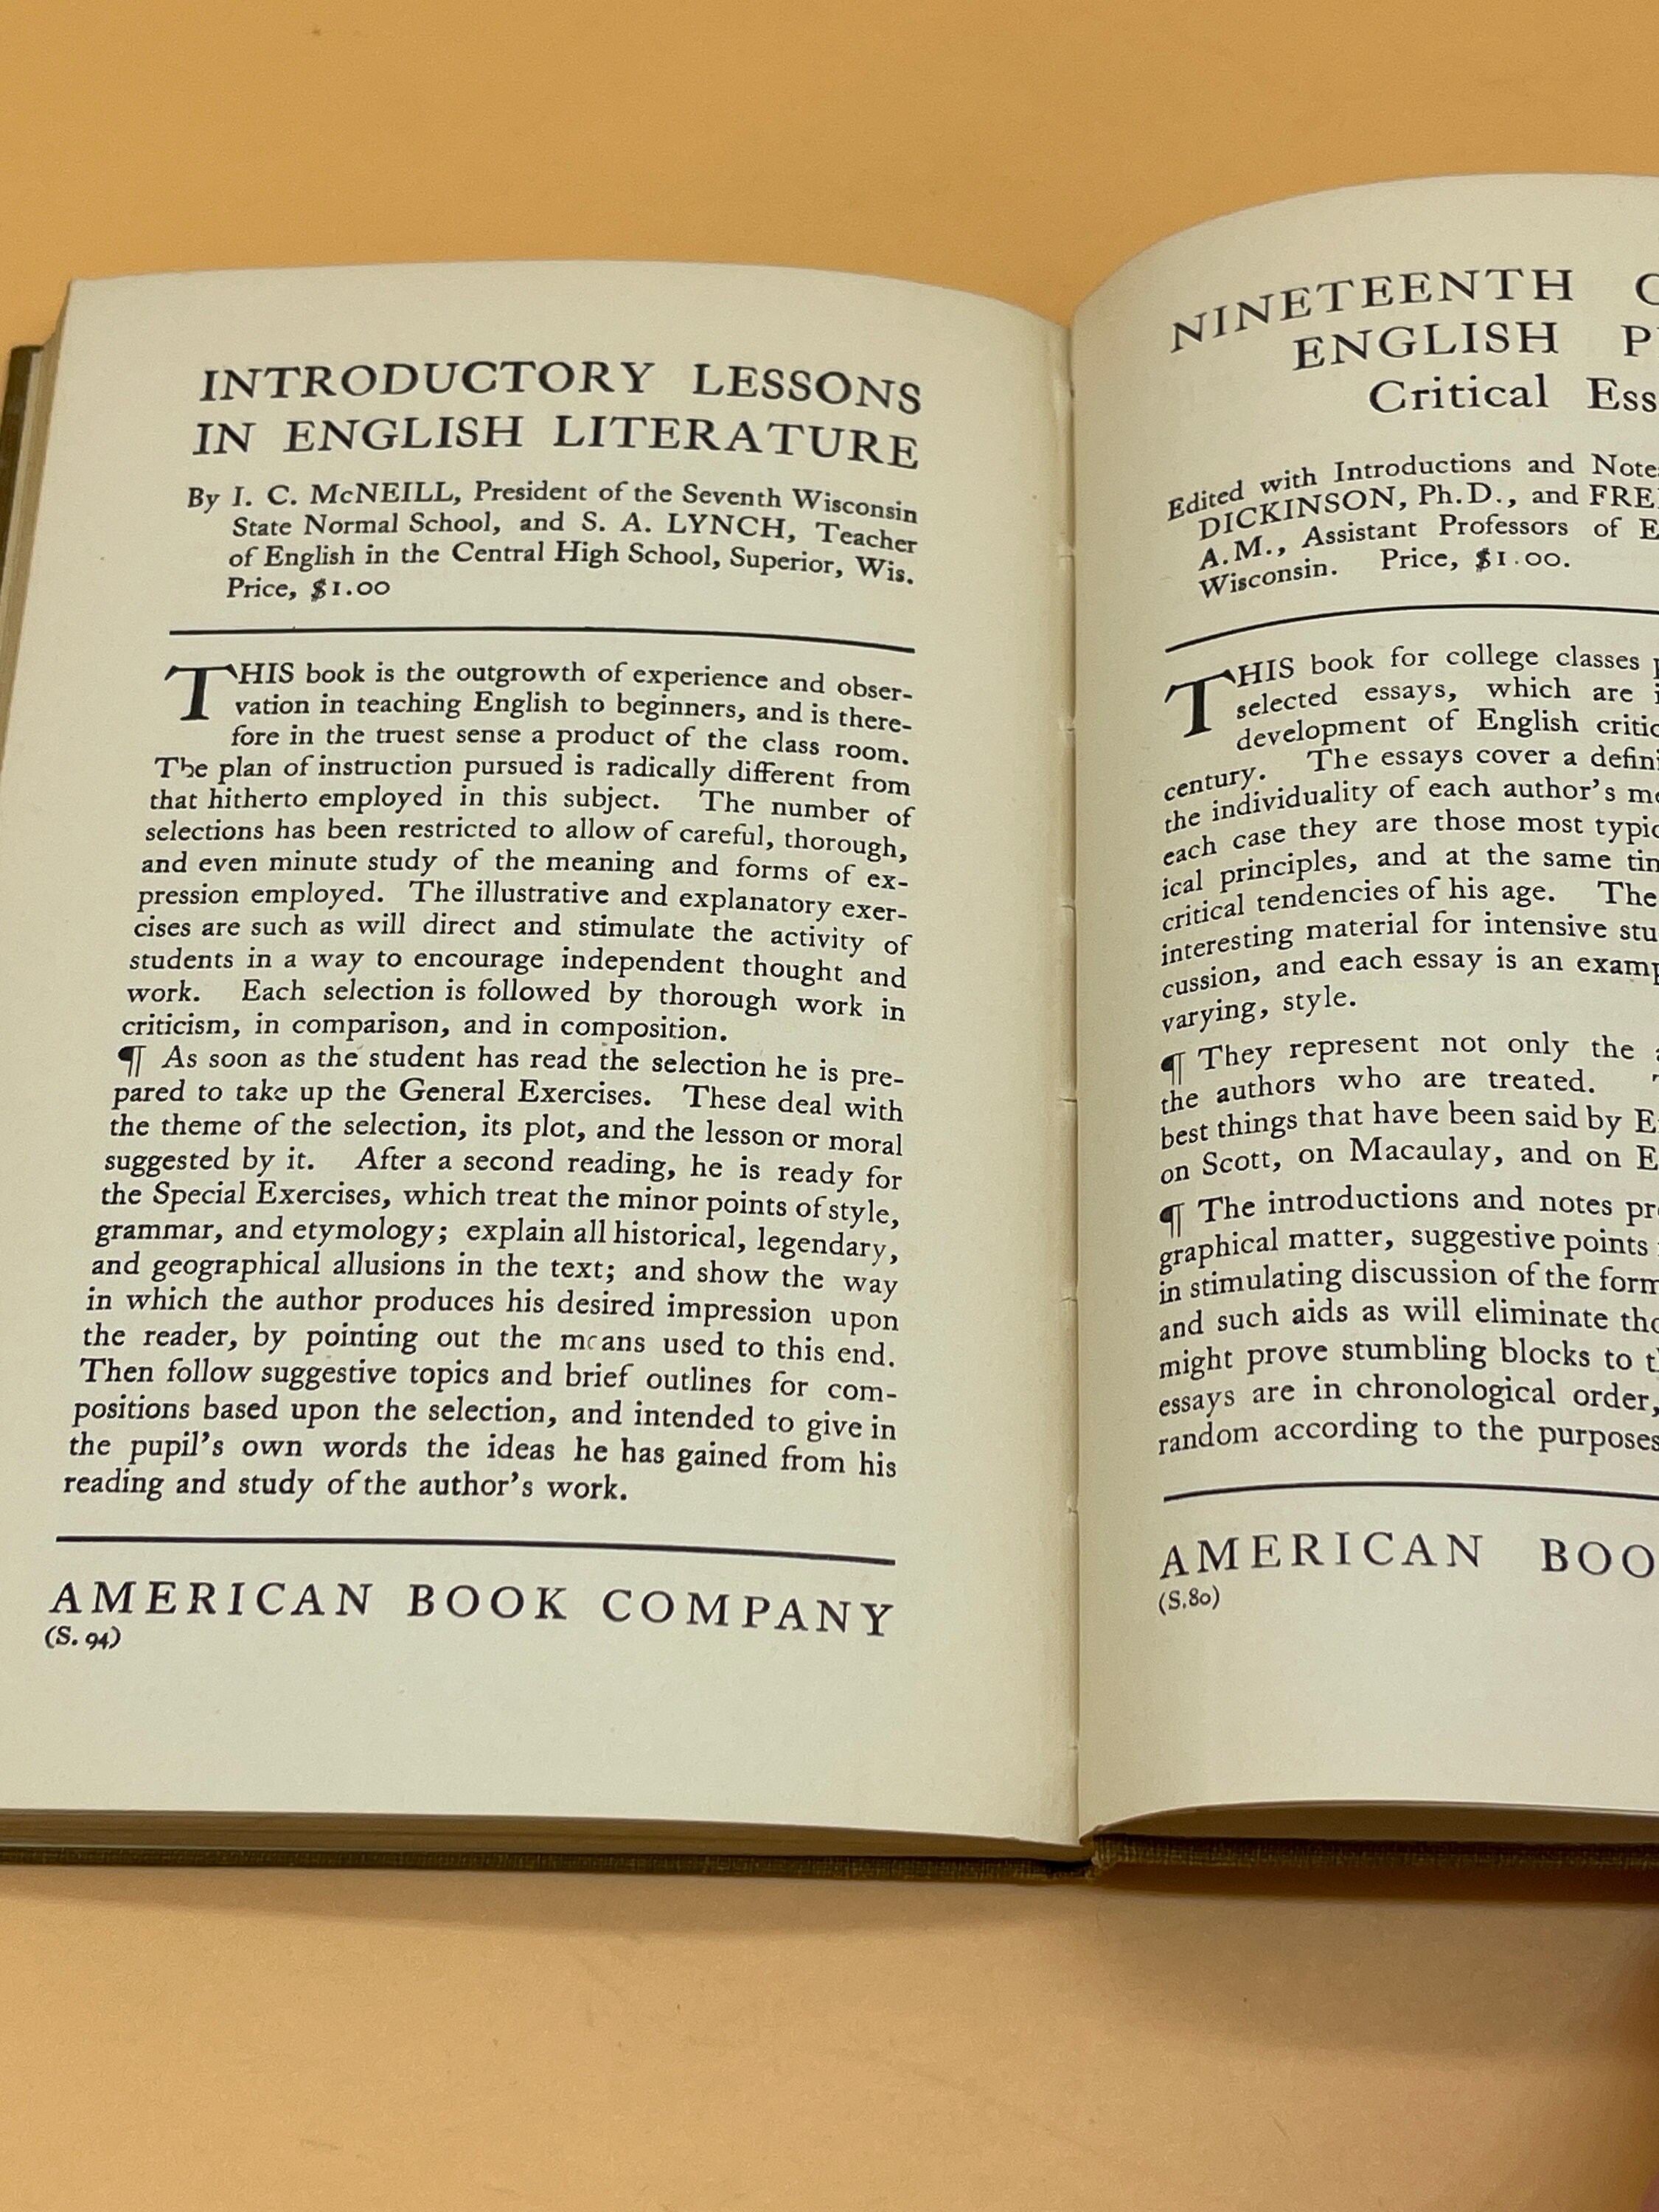 INTRODUCTORY LESSONS
IN ENGLISH LITERATURE
By I. C. McNEILL, President of the Seventh Wisconsin
State Normal School, and S. A. LYNCH, Teacher
of English in the Central High School, Superior, Wis.
Price, $1.00
THIS book is the outgrowth of experience and obser-
vation in teaching English to beginners, and is there-
fore in the truest sense a product of the class room.
The plan of instruction pursued is radically different from
that hitherto employed in this subject. The number of
selections has been restricted to allow of careful, thorough,
and even minute study of the meaning and forms of ex-
pression employed. The illustrative and explanatory exer-
cises are such as will direct and stimulate the activity of
students in a way to encourage independent thought and
work. Each selection is followed by thorough work in
criticism, in comparison, and in composition.
¶ As soon as the student has read the selection he is pre-
pared to take up the General Exercises. These deal with
the theme of the selection, its plot, and the lesson or moral
suggested by it. After a second reading, he is ready for
the Special Exercises, which treat the minor points of style,
grammar, and etymology; explain all historical, legendary,
and geographical allusions in the text; and show the way
in which the author produces his desired impression upon
the reader, by pointing out the means used to this end.
Then follow suggestive topics and brief outlines for com-
positions based upon the selection, and intended to give in
the pupil's own words the ideas he has gained from his
reading and study of the author's work.
AMERICAN BOOK COMPANY
(S. 94)
NINETEENTH
ENGLISH
Critical
Edited with Introductions and
DICKINSON, Ph.D., and
A.M., Assistant Professors of
Wisconsin. Price, $1.00.
THIS book for college classes
selected essays, which are
development of English
century. The essays cover a
the individuality of each author's
each case they are those most
ical principles, and at the same
critical tendencies of his age. The
interesting material for intensive
cussion, and each essay is an
varying, style.
¶ They represent not only the
the authors who are treated.
best things that have been said by
on Scott, on Macaulay, and on
¶ The introductions and notes
graphical matter, suggestive points
in stimulating discussion of the
and such aids as will eliminate
might prove stumbling blocks to
essays are in chronological order,
random according to the purposes
AMERICAN
(S.80)